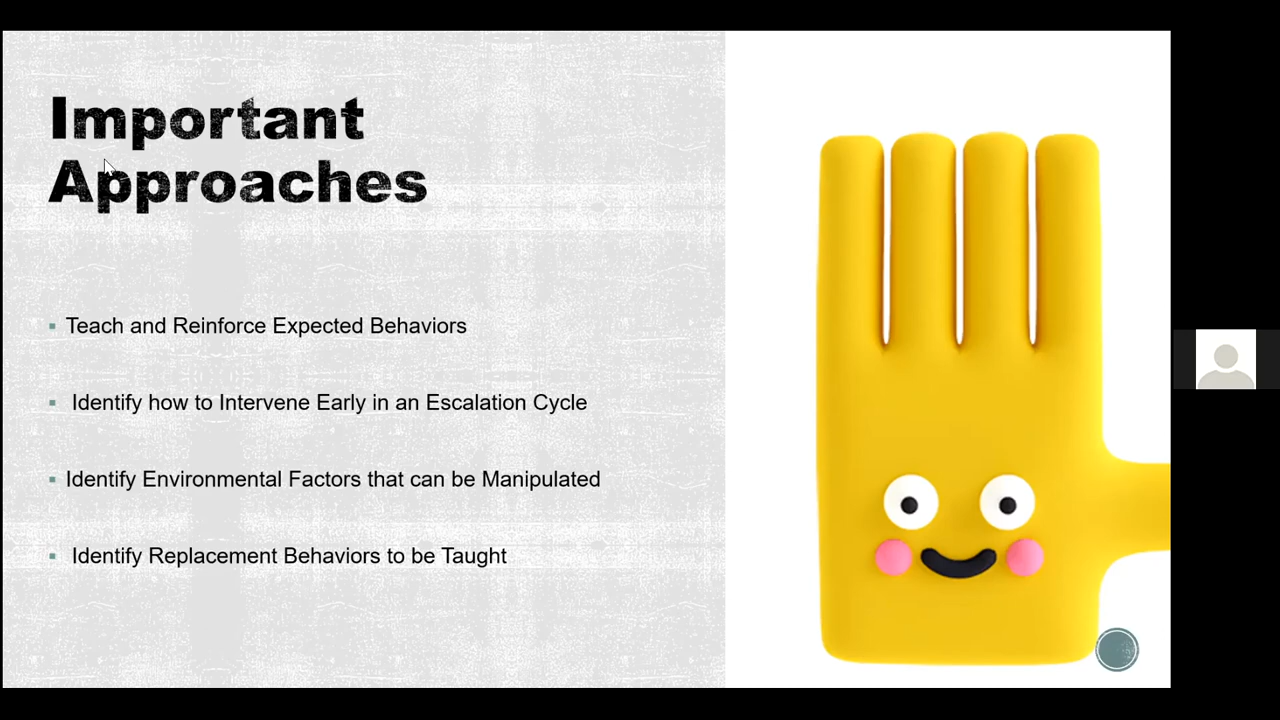 Important
Approaches
Teach and Reinforce Expected Behaviors
Identify how to Intervene Early in an Escalation Cycle
Identify Environmental Factors that can be Manipulated
Identify Replacement Behaviors to be Taught